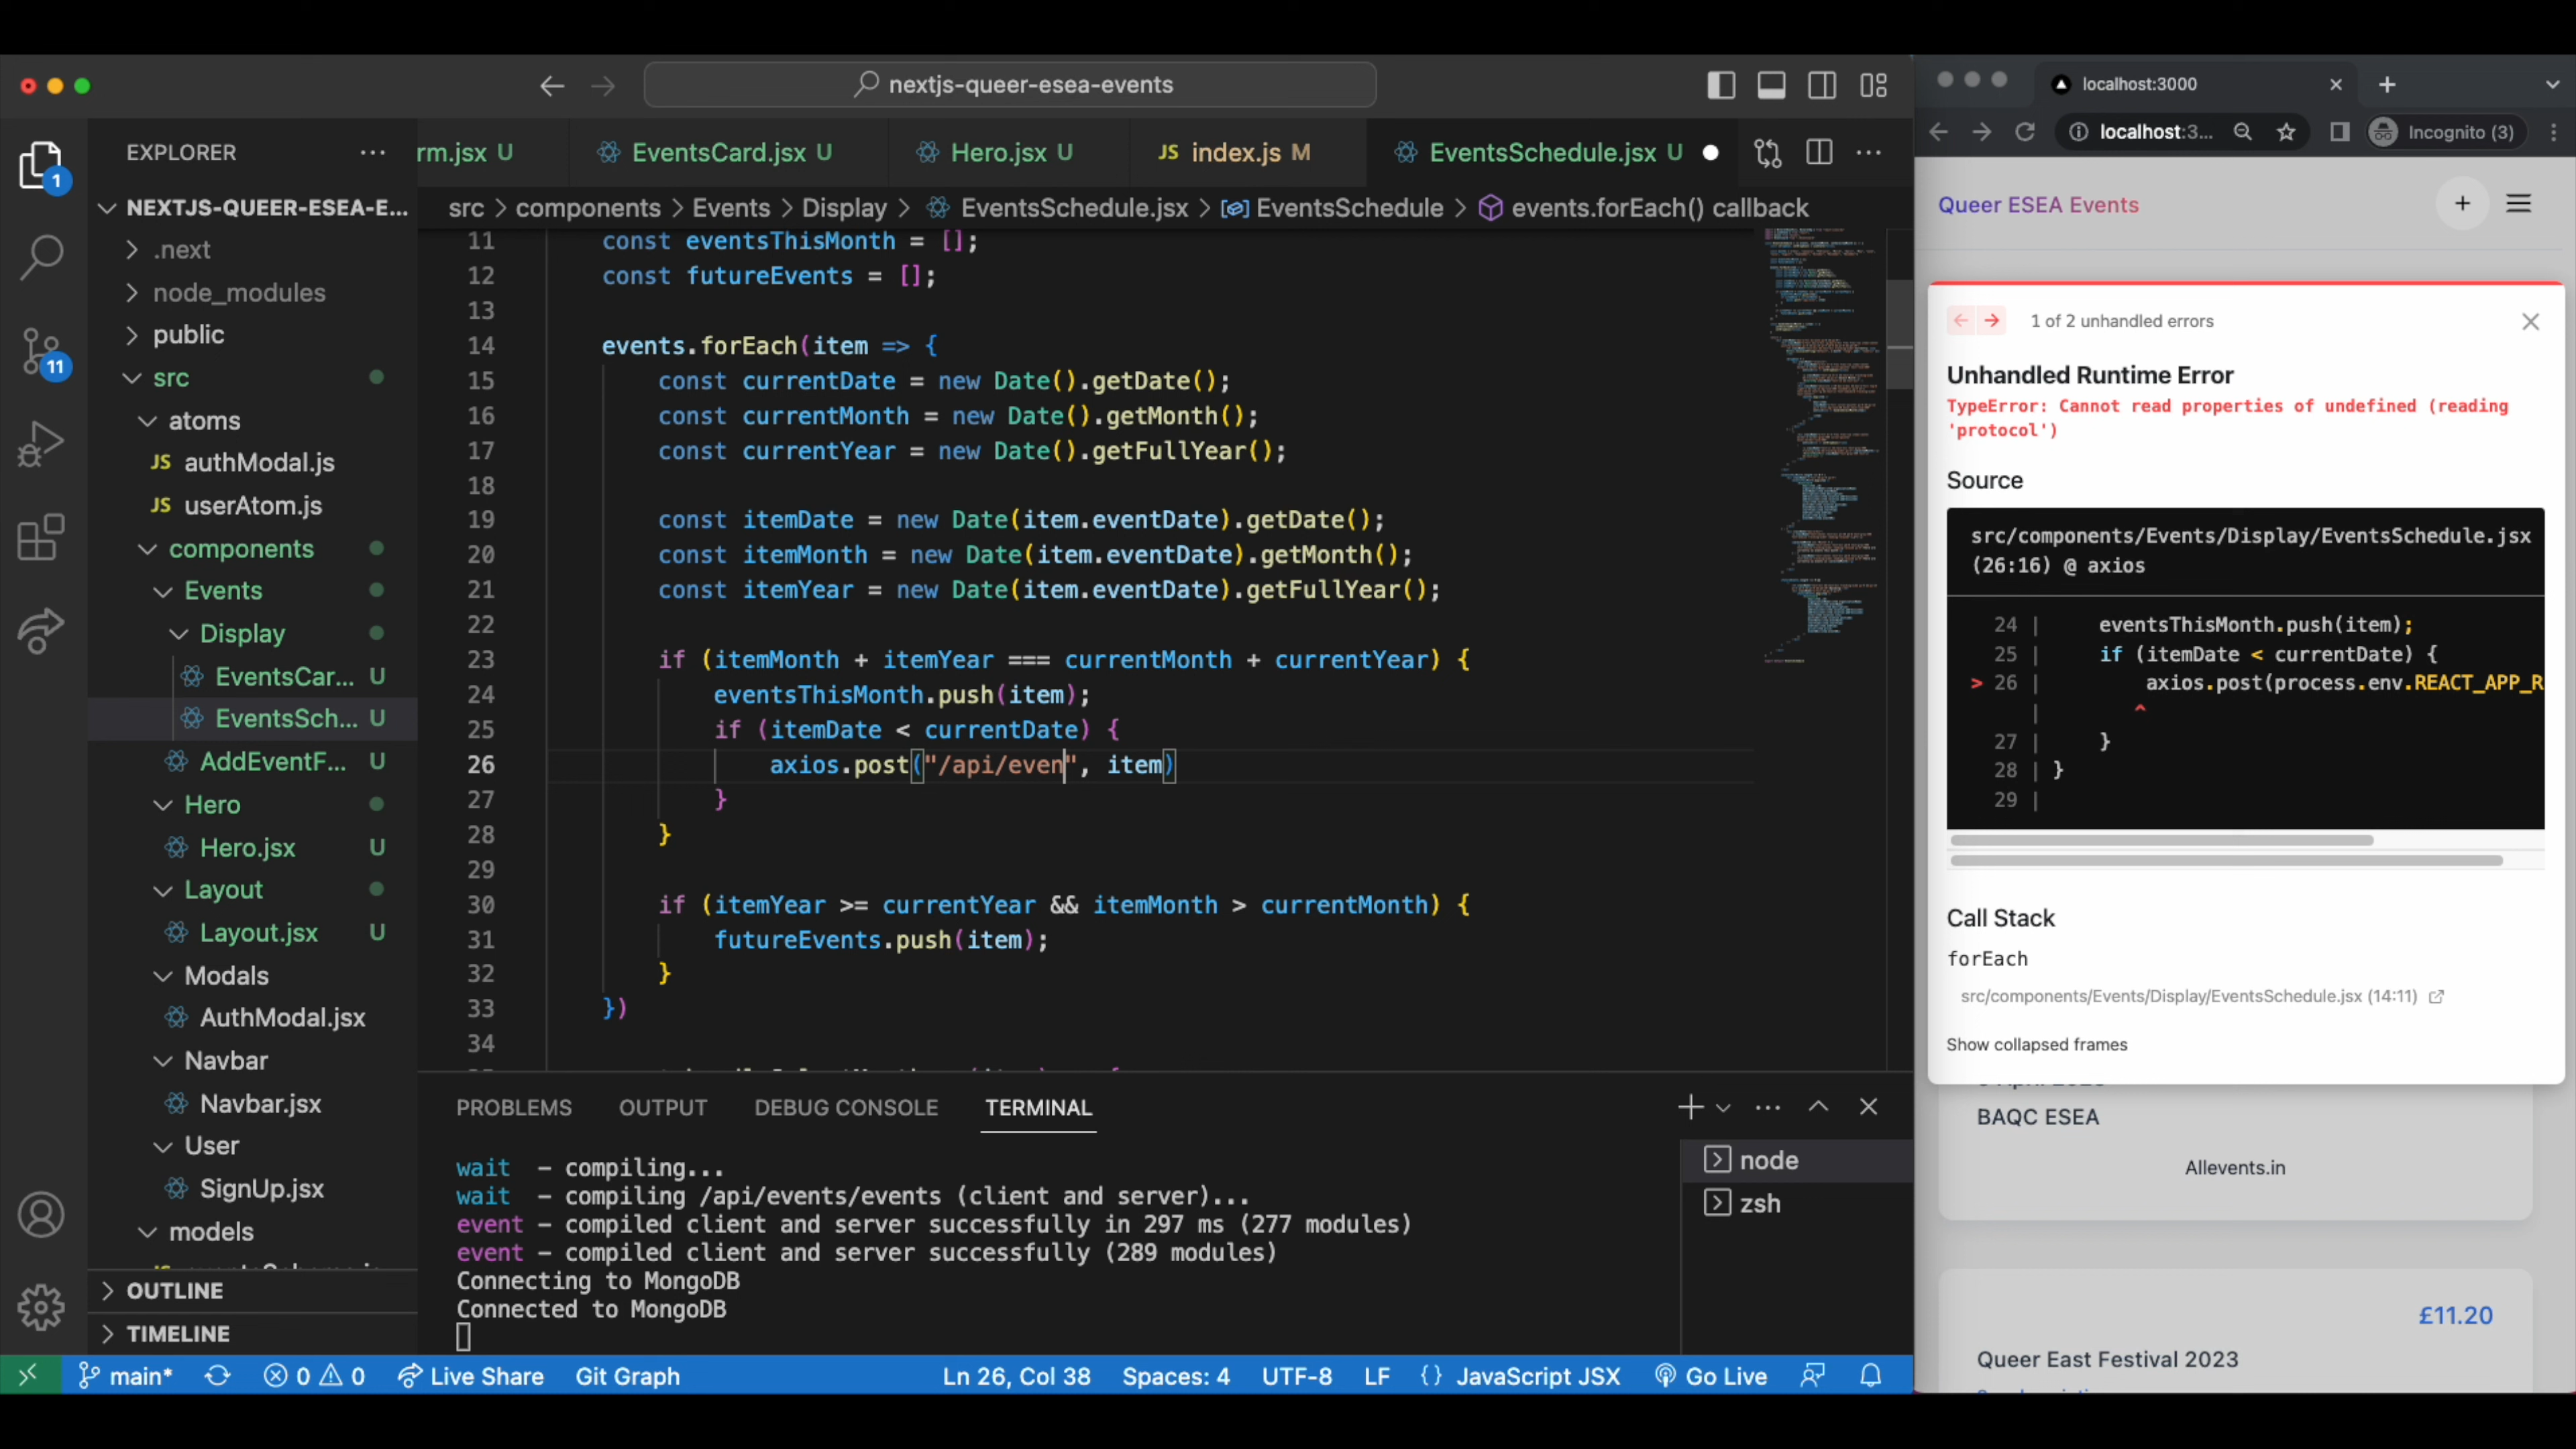 nextjs-queer-esea-events
EXPLORER
1
11
NEXTJS-QUEER-ESEA-E...
.next
node_modules
public
src
atoms
JS authModal.js
JS userAtom.js
components
Events
Display
EventsCar... U
EventsSch... U
AddEventF... U
Hero
Hero.jsx U
Layout
Layout.jsx U
Modals
AuthModal.jsx
Navbar
Navbar.jsx
User
SignUp.jsx
models
OUTLINE
TIMELINE
rm.jsx U
EventsCard.jsx U
Hero.jsx U
JS index.js M
EventsSchedule.jsx U
src > components > Events > Display > EventsSchedule.jsx > EventsSchedule > events.forEach() callback
11 const eventsThisMonth = [];
12 const futureEvents = [];
13
14 events.forEach(item => {
15 const currentDate = new Date().getDate();
16 const currentMonth = new Date().getMonth();
17 const currentYear = new Date().getFullYear();
18
19 const itemDate = new Date(item.eventDate).getDate();
20 const itemMonth = new Date(item.eventDate).getMonth();
21 const itemYear = new Date(item.eventDate).getFullYear();
22
23 if (itemMonth + itemYear === currentMonth + currentYear) {
24 eventsThisMonth.push(item);
25 if (itemDate < currentDate) {
26 axios.post("/api/even", item)
27 }
28 }
29
30 if (itemYear >= currentYear && itemMonth > currentMonth) {
31 futureEvents.push(item);
32 }
33 })
34
PROBLEMS OUTPUT DEBUG CONSOLE TERMINAL
wait – compiling...
wait – compiling /api/events/events (client and server)...
event – compiled client and server successfully in 297 ms (277 modules)
event – compiled client and server successfully (289 modules)
Connecting to MongoDB
Connected to MongoDB
node
zsh
main* 0 0 Live Share Git Graph Ln 26, Col 38 Spaces: 4 UTF-8 LF {} JavaScript JSX Go Live
localhost:3000
localhost:3... Incognito (3)
Queer ESEA Events
1 of 2 unhandled errors
Unhandled Runtime Error
TypeError: Cannot read properties of undefined (reading
'protocol')
Source
src/components/Events/Display/EventsSchedule.jsx
(26:16) @ axios
24 | eventsThisMonth.push(item);
25 | if (itemDate < currentDate) {
> 26 | axios.post(process.env.REACT_APP_R
| ^
27 | }
28 | }
29 |
Call Stack
forEach
src/components/Events/Display/EventsSchedule.jsx (14:11)
Show collapsed frames
BAQC ESEA
Allevents.in
£11.20
Queer East Festival 2023